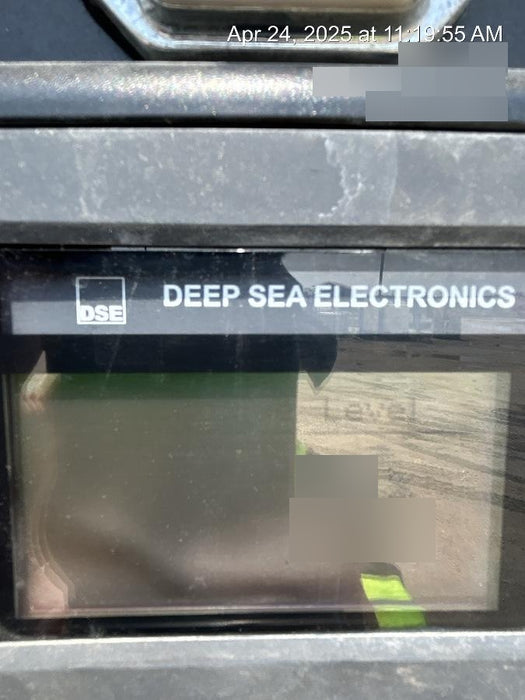 Apr 24, 2025 at 11:19:55 AM
DSE
DEEP SEA ELECTRONICS
Level